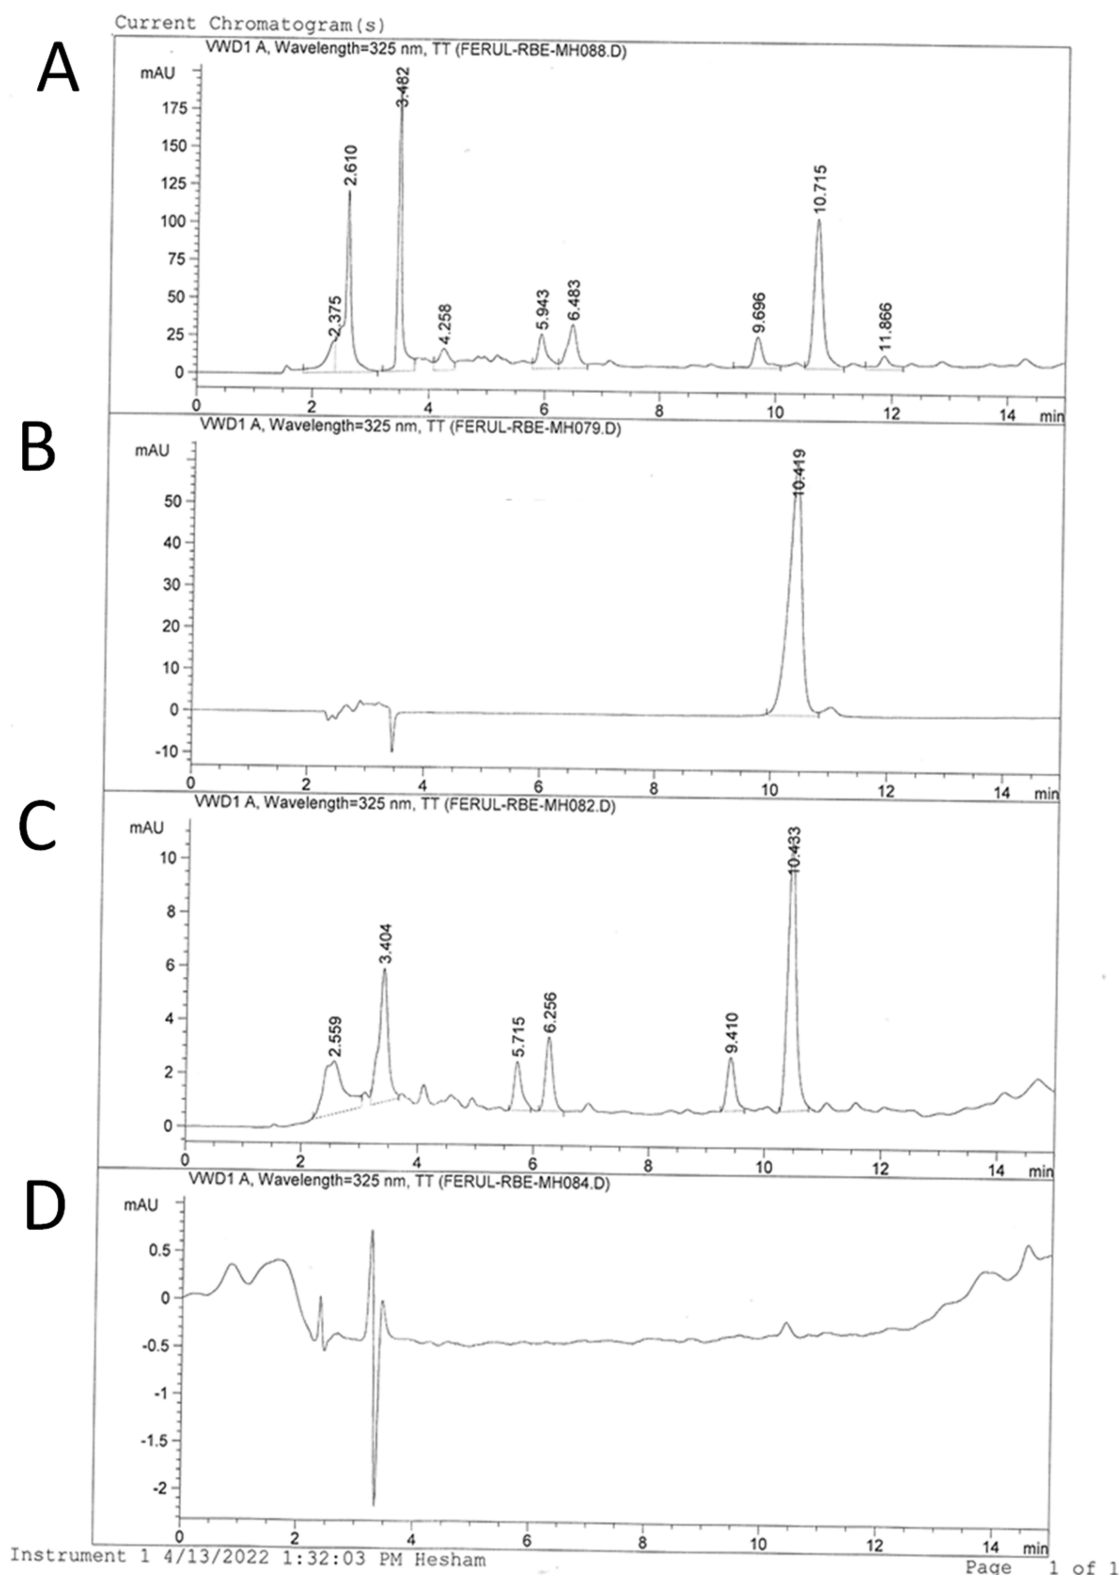 Current Chromatogram(s)
A
VWD1 A, Wavelength=325 nm, TT (FERUL-RBE-MH088.D)
mAU
175
150
125
100
75
50
25
0
2.375
2.610
3.482
4.258
5.943
6.483
9.696
10.715
11.866
0 2 4 6 8 10 12 14 min
B
VWD1 A, Wavelength=325 nm, TT (FERUL-RBE-MH079.D)
mAU
50
40
30
20
10
0
-10
10.419
0 2 4 6 8 10 12 14 min
C
VWD1 A, Wavelength=325 nm, TT (FERUL-RBE-MH082.D)
mAU
10
8
6
4
2
0
2.559
3.404
5.715
6.256
9.410
10.433
0 2 4 6 8 10 12 14 min
D
VWD1 A, Wavelength=325 nm, TT (FERUL-RBE-MH084.D)
mAU
0.5
0
-0.5
-1
-1.5
-2
0 2 4 6 8 10 12 14 min
Instrument 1 4/13/2022 1:32:03 PM Hesham
Page 1 of 1